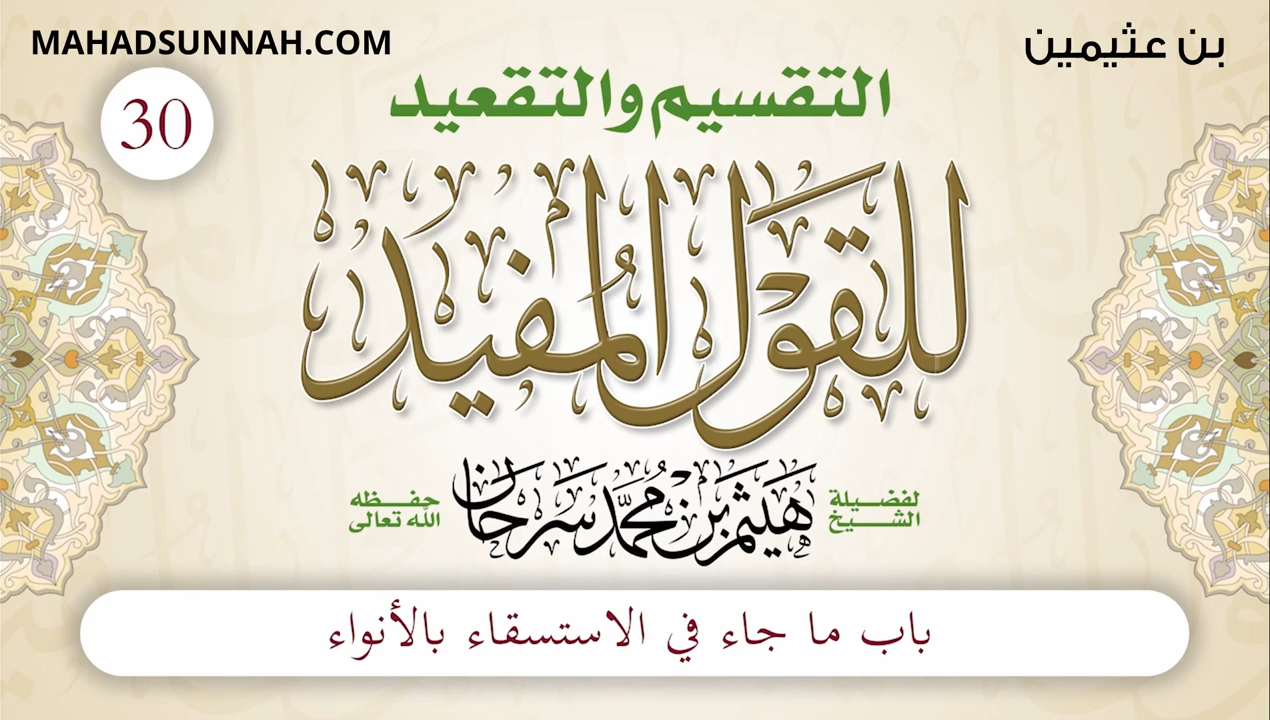 MAHADSUNNAH.COM
بن عثيمين
30
التقسيم والتقعيد
للقول المفيد
لفضيلة الشيخ
هيثم بن محمد سرحان
حفظه الله تعالى
باب ما جاء في الاستسقاء بالأنواء